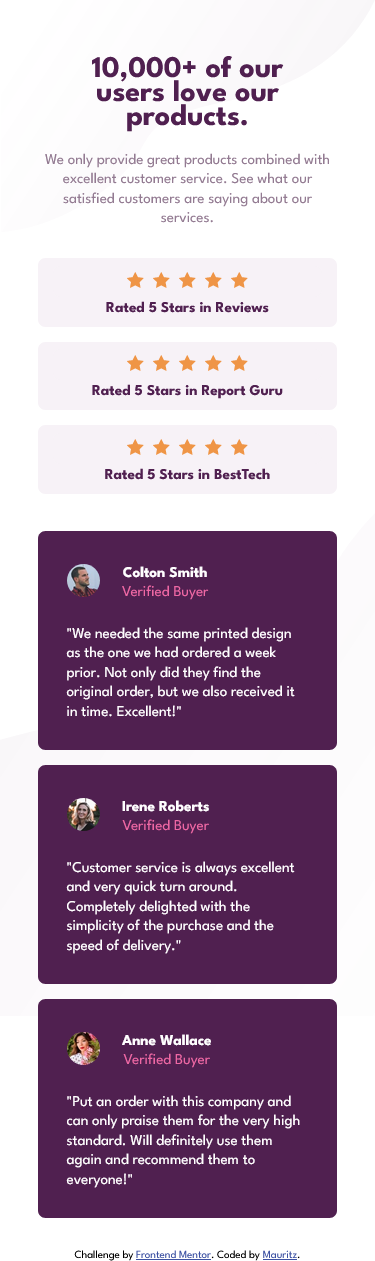 10,000+ of our
users love our
products.
We only provide great products combined with
excellent customer service. See what our
satisfied customers are saying about our
services.
Rated 5 Stars in Reviews
Rated 5 Stars in Report Guru
Rated 5 Stars in BestTech
Colton Smith
Verified Buyer
"We needed the same printed design
as the one we had ordered a week
prior. Not only did they find the
original order, but we also received it
in time. Excellent!"
Irene Roberts
Verified Buyer
"Customer service is always excellent
and very quick turn around.
Completely delighted with the
simplicity of the purchase and the
speed of delivery."
Anne Wallace
Verified Buyer
"Put an order with this company and
can only praise them for the very high
standard. Will definitely use them
again and recommend them to
everyone!"
Challenge by Frontend Mentor. Coded by Mauritz.